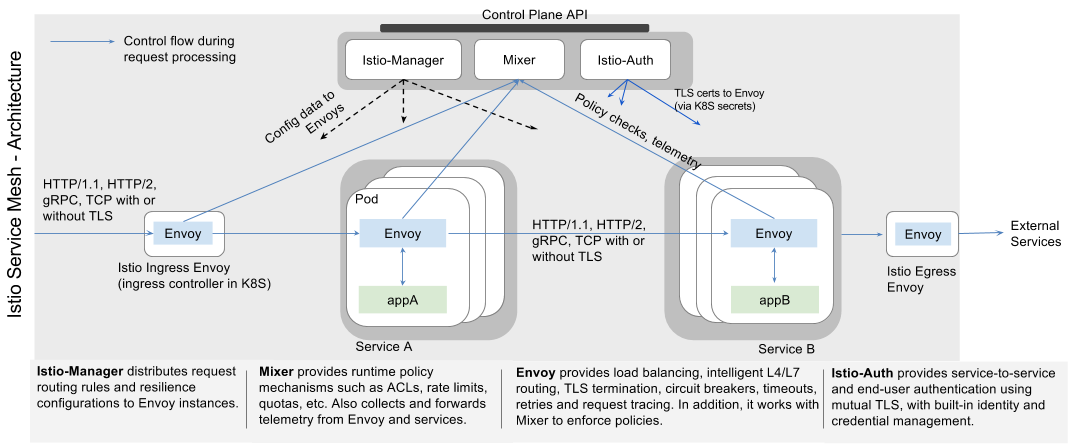 Control Plane API
Istio Service Mesh - Architecture
Control flow during
request processing
Istio-Manager
Mixer
Istio-Auth
Config data to
Envoys
TLS certs to Envoy
(via K8S secrets)
Policy checks, telemetry
HTTP/1.1, HTTP/2,
gRPC, TCP with or
without TLS
Envoy
Istio Ingress Envoy
(ingress controller in K8S)
Pod
Envoy
appA
Service A
HTTP/1.1, HTTP/2,
gRPC, TCP with or
without TLS
Envoy
appB
Service B
Envoy
Istio Egress
Envoy
External
Services
Istio-Manager distributes request
routing rules and resilience
configurations to Envoy instances.
Mixer provides runtime policy
mechanisms such as ACLs, rate limits,
quotas, etc. Also collects and forwards
telemetry from Envoy and services.
Envoy provides load balancing, intelligent L4/L7
routing, TLS termination, circuit breakers, timeouts,
retries and request tracing. In addition, it works with
Mixer to enforce policies.
Istio-Auth provides service-to-service
and end-user authentication using
mutual TLS, with built-in identity and
credential management.